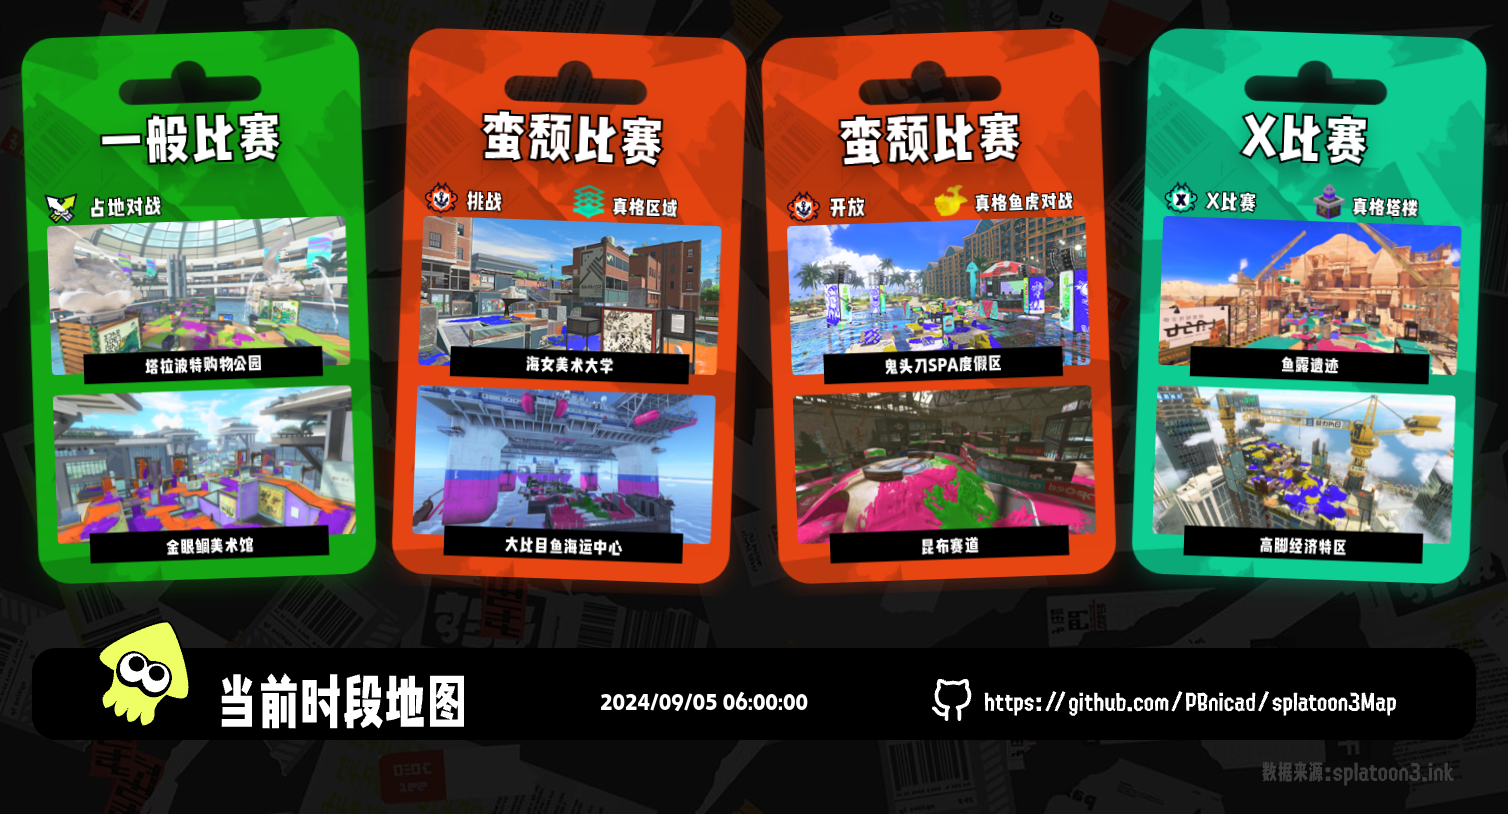 一般比赛
占地对战
塔拉波特购物公园
金眼鲷美术馆
蛮颓比赛
挑战
真格区域
海女美术大学
大比目鱼海运中心
蛮颓比赛
开放
真格鱼虎对战
鬼头刀SPA度假区
昆布赛道
X比赛
X比赛
真格塔楼
鱼露遗迹
高脚经济特区
当前时段地图
2024/09/05 06:00:00
https://github.com/PBnicad/splatoon3Map
数据来源:splatoon3.ink